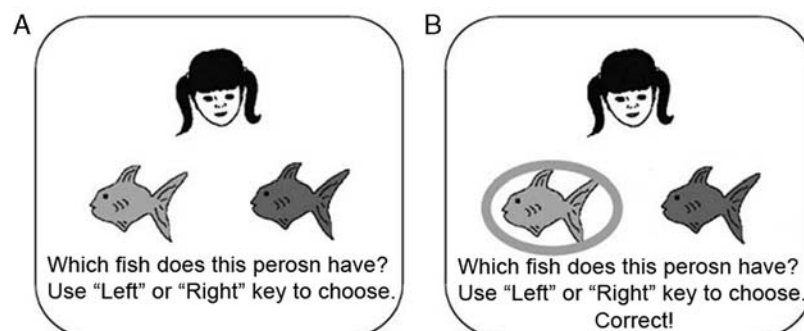 A
Which fish does this perosn have?
Use “Left” or “Right” key to choose.
B
Which fish does this perosn have?
Use “Left” or “Right” key to choose.
Correct!